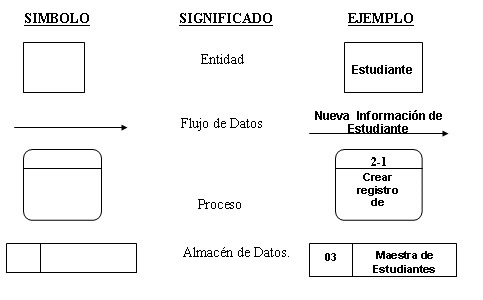 SIMBOLO SIGNIFICADO EJEMPLO
Entidad
Estudiante
Flujo de Datos
Nueva Información de
Estudiante
Proceso
2-1
Crear
registro
de
Almacén de Datos.
03
Maestra de
Estudiantes